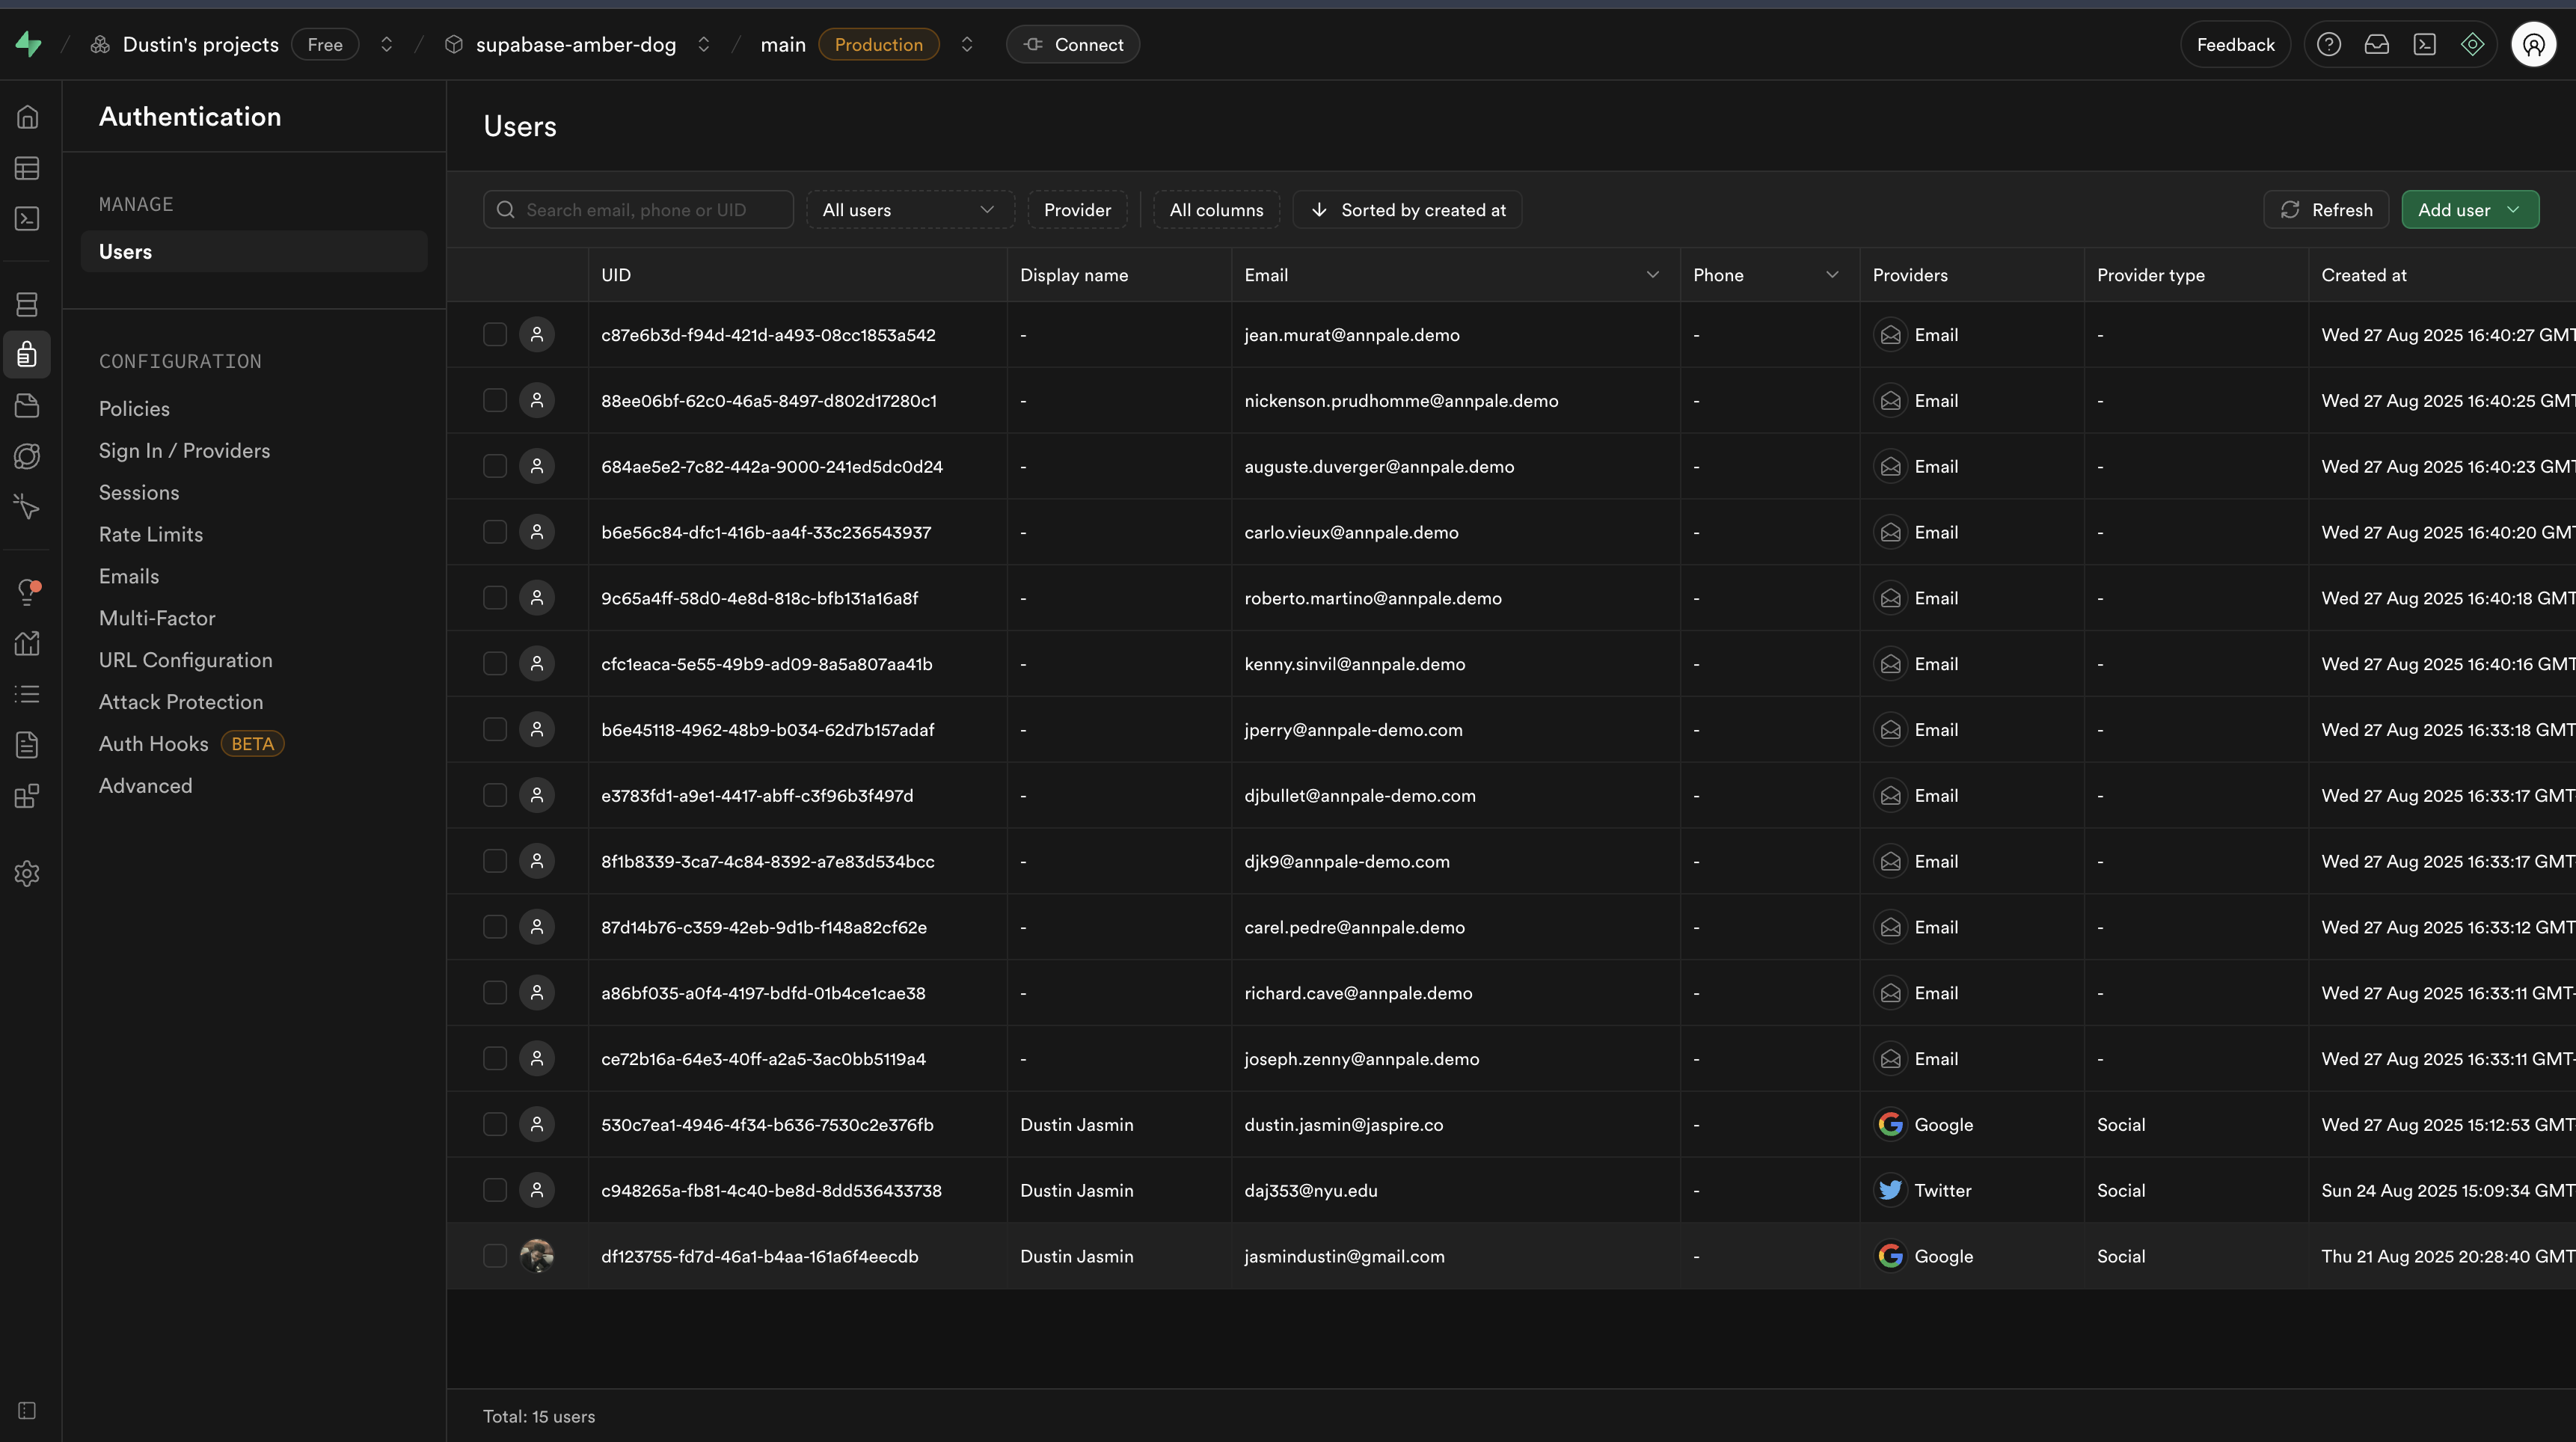 / Dustin's projects Free / supabase-amber-dog / main Production Connect Feedback
Authentication
MANAGE
Users
CONFIGURATION
Policies
Sign In / Providers
Sessions
Rate Limits
Emails
Multi-Factor
URL Configuration
Attack Protection
Auth Hooks BETA
Advanced
Users
Search email, phone or UID All users Provider All columns Sorted by created at Refresh Add user
UID Display name Email Phone Providers Provider type Created at
c87e6b3d-f94d-421d-a493-08cc1853a542 - jean.murat@annpale.demo - Email - Wed 27 Aug 2025 16:40:27 GMT
88ee06bf-62c0-46a5-8497-d802d17280c1 - nickenson.prudhomme@annpale.demo - Email - Wed 27 Aug 2025 16:40:25 GMT
684ae5e2-7c82-442a-9000-241ed5dc0d24 - auguste.duverger@annpale.demo - Email - Wed 27 Aug 2025 16:40:23 GMT
b6e56c84-dfc1-416b-aa4f-33c236543937 - carlo.vieux@annpale.demo - Email - Wed 27 Aug 2025 16:40:20 GMT
9c65a4ff-58d0-4e8d-818c-bfb131a16a8f - roberto.martino@annpale.demo - Email - Wed 27 Aug 2025 16:40:18 GMT
cfc1eaca-5e55-49b9-ad09-8a5a807aa41b - kenny.sinvil@annpale.demo - Email - Wed 27 Aug 2025 16:40:16 GMT
b6e45118-4962-48b9-b034-62d7b157adaf - jperry@annpale-demo.com - Email - Wed 27 Aug 2025 16:33:18 GMT
e3783fd1-a9e1-4417-abff-c3f96b3f497d - djbullet@annpale-demo.com - Email - Wed 27 Aug 2025 16:33:17 GMT
8f1b8339-3ca7-4c84-8392-a7e83d534bcc - djk9@annpale-demo.com - Email - Wed 27 Aug 2025 16:33:17 GMT
87d14b76-c359-42eb-9d1b-f148a82cf62e - carel.pedre@annpale.demo - Email - Wed 27 Aug 2025 16:33:12 GMT
a86bf035-a0f4-4197-bdfd-01b4ce1cae38 - richard.cave@annpale.demo - Email - Wed 27 Aug 2025 16:33:11 GMT-
ce72b16a-64e3-40ff-a2a5-3ac0bb5119a4 - joseph.zenny@annpale.demo - Email - Wed 27 Aug 2025 16:33:11 GMT-
530c7ea1-4946-4f34-b636-7530c2e376fb Dustin Jasmin dustin.jasmin@jaspire.co - Google Social Wed 27 Aug 2025 15:12:53 GMT
c948265a-fb81-4c40-be8d-8dd536433738 Dustin Jasmin daj353@nyu.edu - Twitter Social Sun 24 Aug 2025 15:09:34 GMT
df123755-fd7d-46a1-b4aa-161a6f4eecdb Dustin Jasmin jasmindustin@gmail.com - Google Social Thu 21 Aug 2025 20:28:40 GMT
Total: 15 users